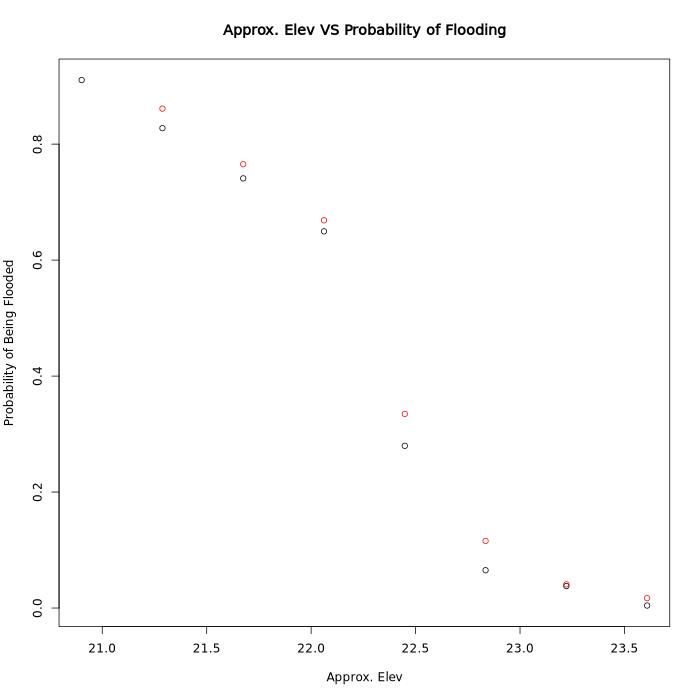 Approx. Elev VS Probability of Flooding
Probability of Being Flooded
0.8
0.6
0.4
0.2
0.0
21.0 21.5 22.0 22.5 23.0 23.5
Approx. Elev